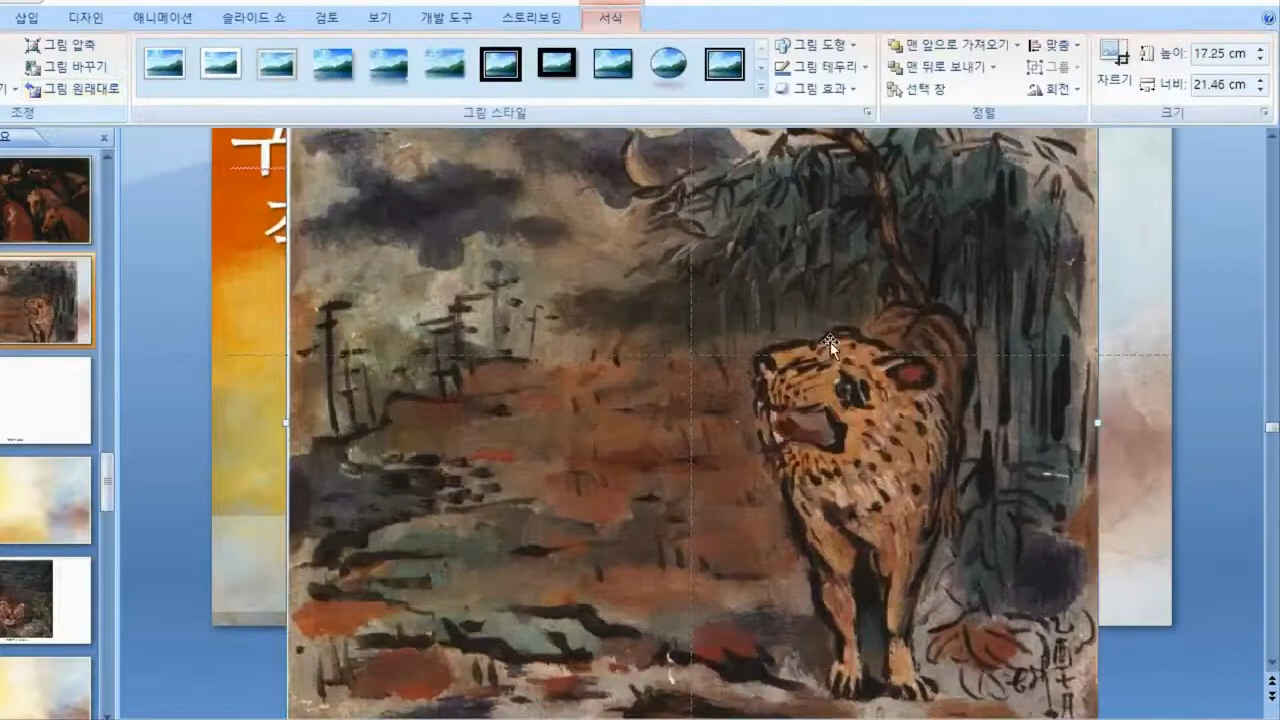 삽입 디자인 애니메이션 슬라이드 쇼 검토 보기 개발 도구 스토리보딩 서식
그림 압축
그림 바꾸기
그림 원래대로
조정
그림 도형
그림 테두리
그림 효과
그림 스타일
맨 앞으로 가져오기
맨 뒤로 보내기
선택 창
맞춤
그룹
회전
정렬
자르기
높이: 17.25 cm
너비: 21.46 cm
크기
요
乙酉七月